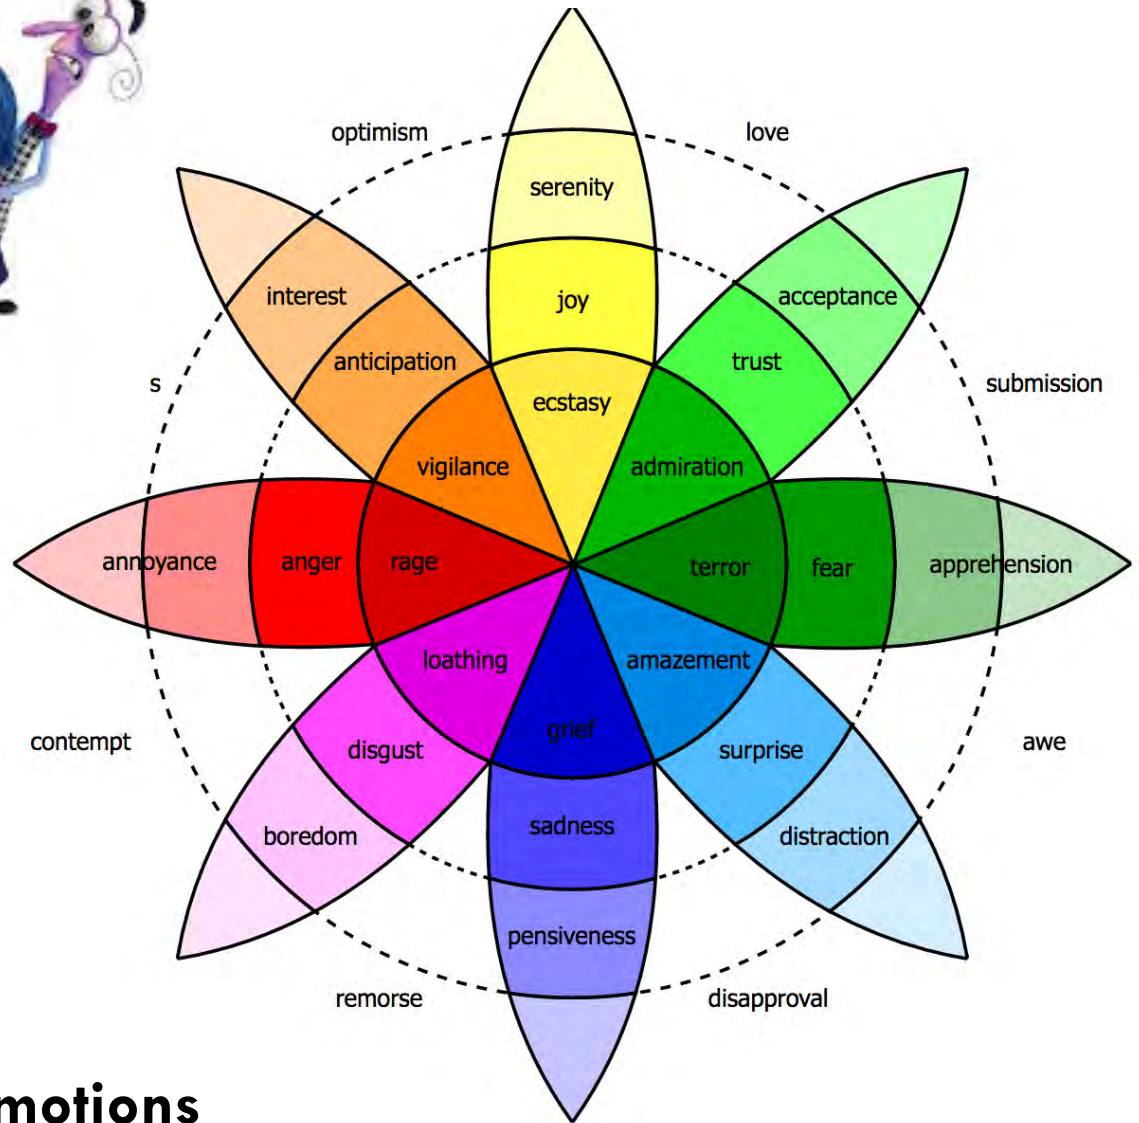 optimism
love
serenity
interest
joy
acceptance
anticipation
trust
s
ecstasy
submission
vigilance
admiration
annoyance
anger
rage
terror
fear
apprehension
loathing
amazement
contempt
grief
awe
disgust
surprise
boredom
sadness
distraction
pensiveness
remorse
disapproval
motions